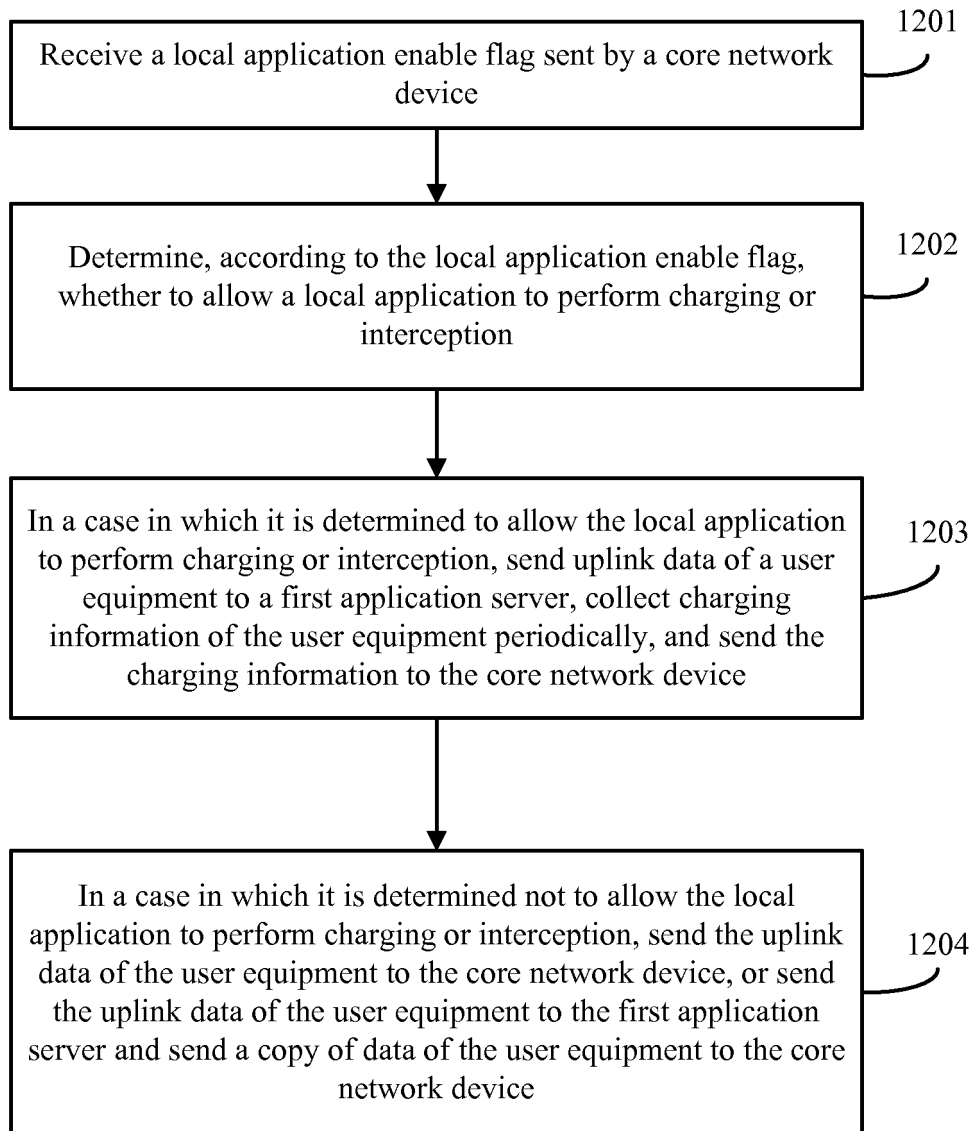 1201
Receive a local application enable flag sent by a core network
device
1202
Determine, according to the local application enable flag,
whether to allow a local application to perform charging or
interception
1203
In a case in which it is determined to allow the local application
to perform charging or interception, send uplink data of a user
equipment to a first application server, collect charging
information of the user equipment periodically, and send the
charging information to the core network device
1204
In a case in which it is determined not to allow the local
application to perform charging or interception, send the uplink
data of the user equipment to the core network device, or send
the uplink data of the user equipment to the first application
server and send a copy of data of the user equipment to the core
network device